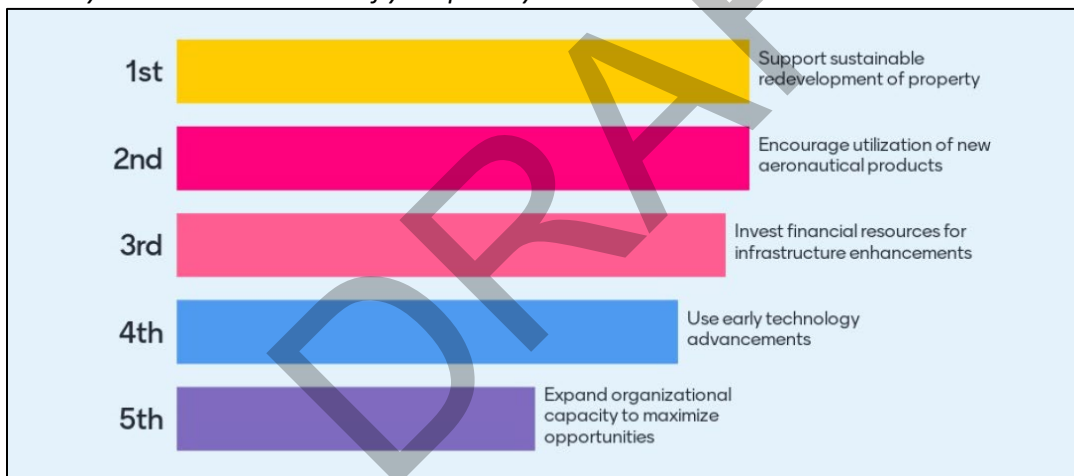 1st
Support sustainable
redevelopment of property
2nd
Encourage utilization of new
aeronautical products
3rd
Invest financial resources for
infrastructure enhancements
4th
Use early technology
advancements
5th
Expand organizational
capacity to maximize
opportunities